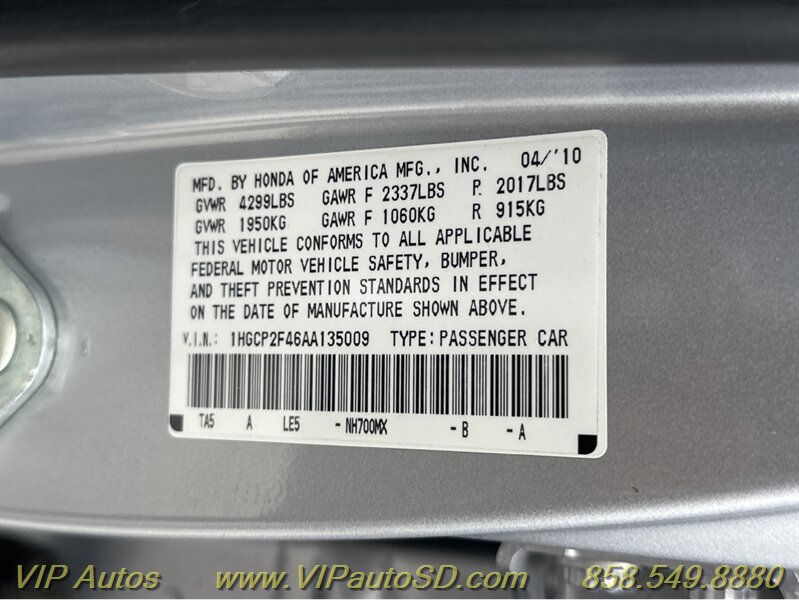 MFD. BY HONDA OF AMERICA MFG., INC. 04/'10
GVWR 4299LBS GAWR F 2337LBS R 2017LBS
GVWR 1950KG GAWR F 1060KG R 915KG
THIS VEHICLE CONFORMS TO ALL APPLICABLE
FEDERAL MOTOR VEHICLE SAFETY, BUMPER,
AND THEFT PREVENTION STANDARDS IN EFFECT
ON THE DATE OF MANUFACTURE SHOWN ABOVE.
V.I.N.: 1HGCP2F46AA135009 TYPE: PASSENGER CAR
TA5 A LE5 - NH700MX - B - A
VIP Autos www.VIPautoSD.com 858.549.8880